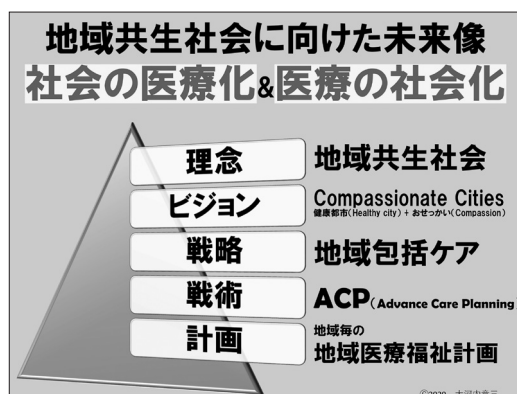 地域共生社会に向けた未来像
社会の医療化&医療の社会化
理念
地域共生社会
ビジョン
Compassionate Cities
健康都市(Healthy city) + おせっかい(Compassion)
戦略
地域包括ケア
戦術
ACP(Advance Care Planning
計画
地域毎の
地域医療福祉計画